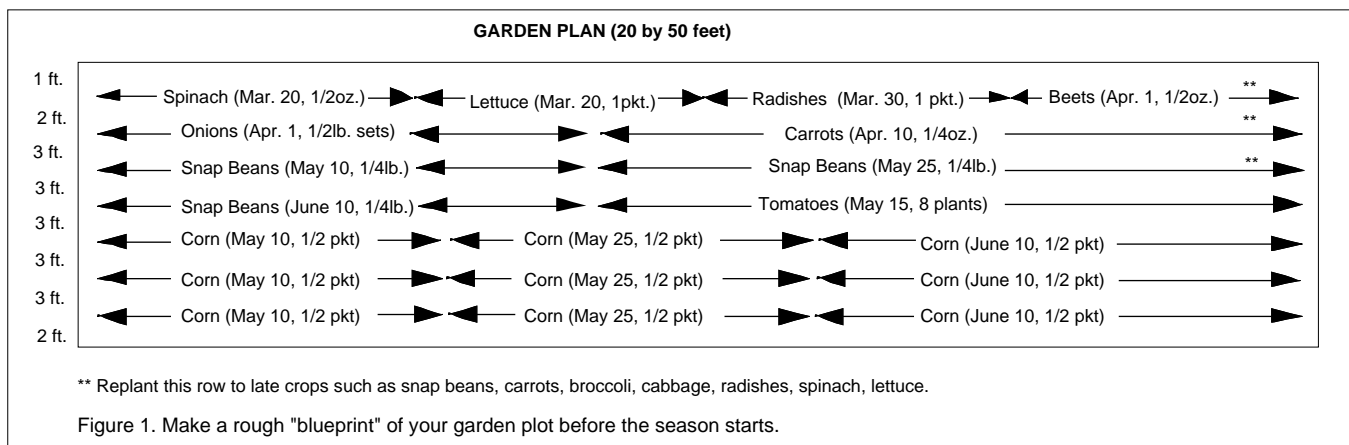 GARDEN PLAN (20 by 50 feet)
1 ft.
Spinach (Mar. 20, 1/2oz.) Lettuce (Mar. 20, 1pkt.) Radishes (Mar. 30, 1 pkt.) Beets (Apr. 1, 1/2oz.) **
2 ft.
Onions (Apr. 1, 1/2lb. sets) Carrots (Apr. 10, 1/4oz.) **
3 ft.
Snap Beans (May 10, 1/4lb.) Snap Beans (May 25, 1/4lb.) **
3 ft.
Snap Beans (June 10, 1/4lb.) Tomatoes (May 15, 8 plants)
3 ft.
Corn (May 10, 1/2 pkt) Corn (May 25, 1/2 pkt) Corn (June 10, 1/2 pkt)
3 ft.
Corn (May 10, 1/2 pkt) Corn (May 25, 1/2 pkt) Corn (June 10, 1/2 pkt)
3 ft.
Corn (May 10, 1/2 pkt) Corn (May 25, 1/2 pkt) Corn (June 10, 1/2 pkt)
2 ft.
** Replant this row to late crops such as snap beans, carrots, broccoli, cabbage, radishes, spinach, lettuce.
Figure 1. Make a rough "blueprint" of your garden plot before the season starts.